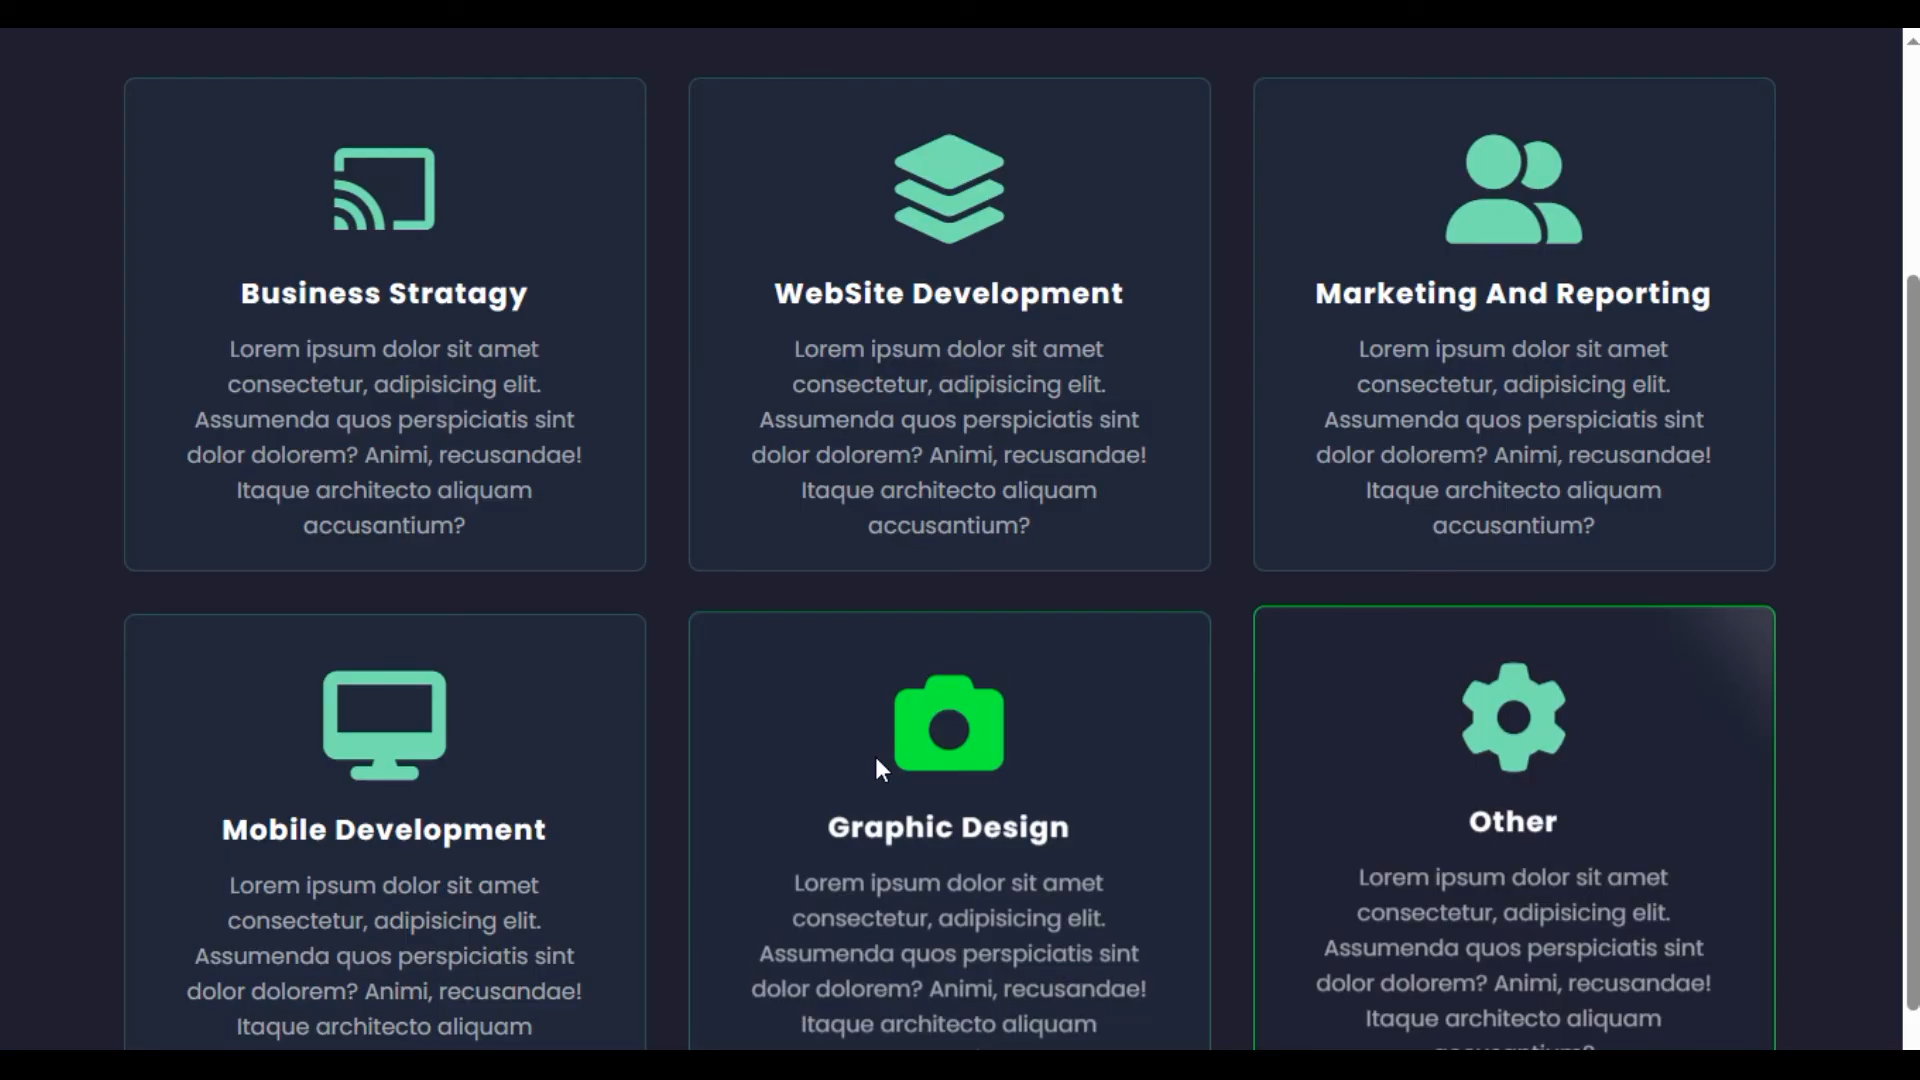 Business Stratagy
Lorem ipsum dolor sit amet
consectetur, adipisicing elit.
Assumenda quos perspiciatis sint
dolor dolorem? Animi, recusandae!
Itaque architecto aliquam
accusantium?
WebSite Development
Lorem ipsum dolor sit amet
consectetur, adipisicing elit.
Assumenda quos perspiciatis sint
dolor dolorem? Animi, recusandae!
Itaque architecto aliquam
accusantium?
Marketing And Reporting
Lorem ipsum dolor sit amet
consectetur, adipisicing elit.
Assumenda quos perspiciatis sint
dolor dolorem? Animi, recusandae!
Itaque architecto aliquam
accusantium?
Mobile Development
Lorem ipsum dolor sit amet
consectetur, adipisicing elit.
Assumenda quos perspiciatis sint
dolor dolorem? Animi, recusandae!
Itaque architecto aliquam
Graphic Design
Lorem ipsum dolor sit amet
consectetur, adipisicing elit.
Assumenda quos perspiciatis sint
dolor dolorem? Animi, recusandae!
Itaque architecto aliquam
Other
Lorem ipsum dolor sit amet
consectetur, adipisicing elit.
Assumenda quos perspiciatis sint
dolor dolorem? Animi, recusandae!
Itaque architecto aliquam